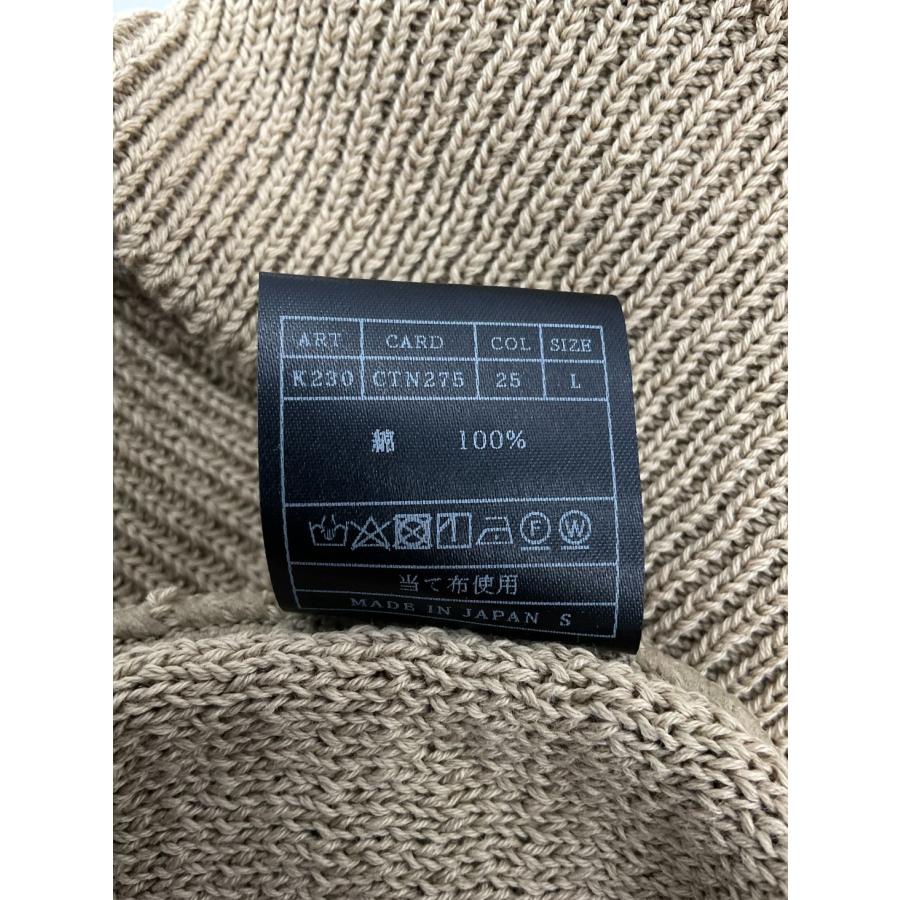 ART CARD COL SIZE
K230 CTN275 25 L
綿 100%
F W
当て布使用
MADE IN JAPAN S